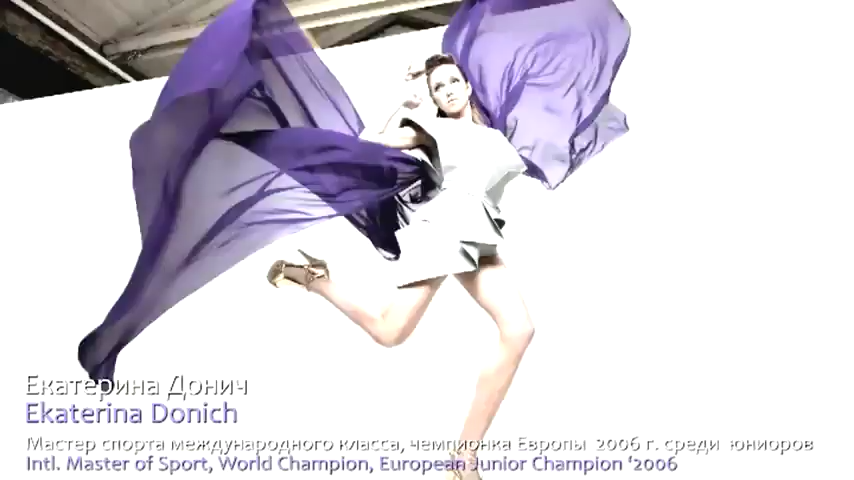 Екатерина Донич
Ekaterina Donich
Мастер спорта международного класса, чемпионка Европы 2006 г. среди юниоров
Intl. Master of Sport, World Champion, European Junior Champion '2006